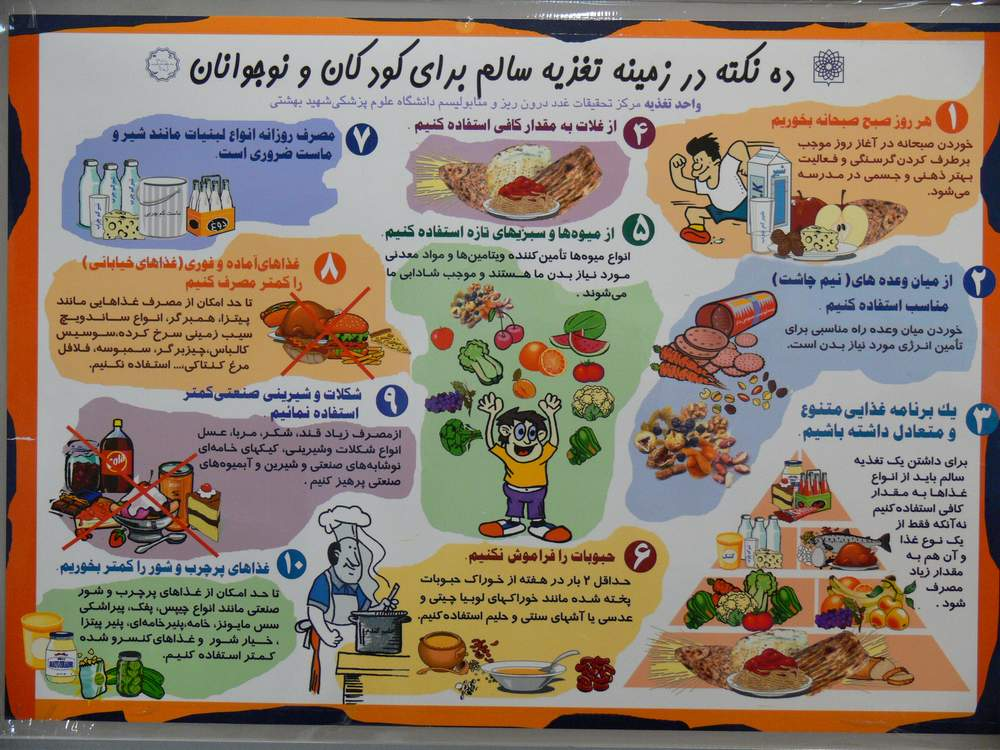 ده نکته در زمینه تغذیه سالم برای کودکان و نوجوانان
واحد تغذیه مرکز تحقیقات غدد درون ریز و متابولیسم دانشگاه علوم پزشکی شهید بهشتی
۱ هر روز صبح صبحانه بخوریم
خوردن صبحانه در آغاز روز موجب
برطرف کردن گرسنگی و فعالیت
بهتر ذهنی و جسمی در مدرسه
می‌شود.
۲ از میان وعده های( نیم چاشت)
مناسب استفاده کنیم .
خوردن میان وعده راه مناسبی برای
تأمین انرژی مورد نیاز بدن است.
۳ یك برنامه غذایی متنوع
و متعادل داشته باشیم.
برای داشتن یک تغذیه
سالم باید از انواع
غذاها به مقدار
کافی استفاده کنیم
نه آنکه فقط از
یک نوع غذا
و آن هم به
مقدار زیاد
مصرف
شود .
۴ از غلات به مقدار کافی استفاده کنیم .
۵ از میوه‌ها و سبزیهای تازه استفاده کنیم.
انواع میوه‌ها تأمین کننده ویتامین‌ها و مواد معدنی
مورد نیاز بدن ما هستند و موجب شادابی ما
می‌شوند .
۶ حبوبات را فراموش نکنیم.
حداقل ۲ بار در هفته از خوراک حبوبات
پخته شده مانند خوراکهای لوبیا چیتی و
عدسی یا آشهای سنتی و حلیم استفاده کنیم.
۷ مصرف روزانه انواع لبنیات مانند شیر و
ماست ضروری است.
دوغ
۸ غذاهای آماده و فوری(غذاهای خیابانی)
را کمتر مصرف کنیم
تا حد امکان از مصرف غذاهایی مانند
پیتزا، همبرگر، انواع ساندویچ
سیب زمینی سرخ کرده،سوسیس
کالباس،چیزبرگر، سمبوسه، فلافل
مرغ کنتاکی،... استفاده نکنیم.
۹ شکلات و شیرینی صنعتی کمتر
استفاده نمائیم .
از مصرف زیاد قند، شکر، مربا، عسل
انواع شکلات وشیرینی، کیکهای خامه‌ای
نوشابه‌های صنعتی و شیرین و آبمیوه‌های
صنعتی پرهیز کنیم .
۱۰ غذاهای پرچرب و شور را کمتر بخوریم.
تا حد امکان از غذاهای پرچرب و شور
صنعتی مانند انواع چیپس، پفک، پیراشکی
سس مایونز، خامه،پنیرخامه‌ای، پنیر پیتزا
، خیار شور و غذاهای کنسرو شده
کمتر استفاده کنیم.